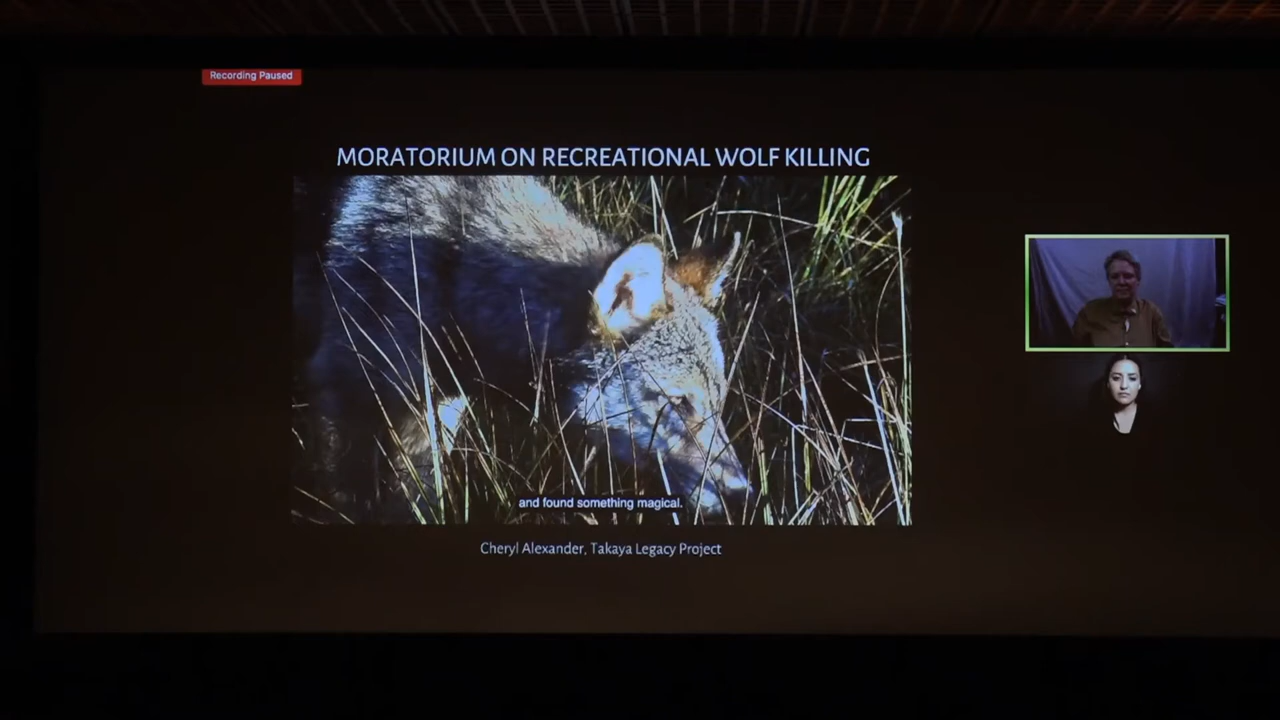 Recording Paused
MORATORIUM ON RECREATIONAL WOLF KILLING
and found something magical.
Cheryl Alexander, Takaya Legacy Project